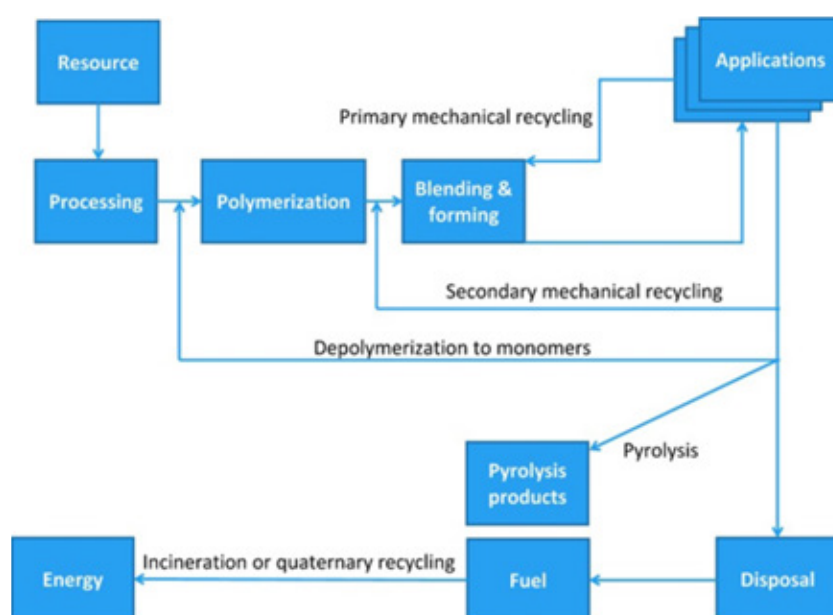 Resource
Applications
Primary mechanical recycling
Processing
Polymerization
Blending &
forming
Secondary mechanical recycling
Depolymerization to monomers
Pyrolysis
Pyrolysis
products
Incineration or quaternary recycling
Energy
Fuel
Disposal